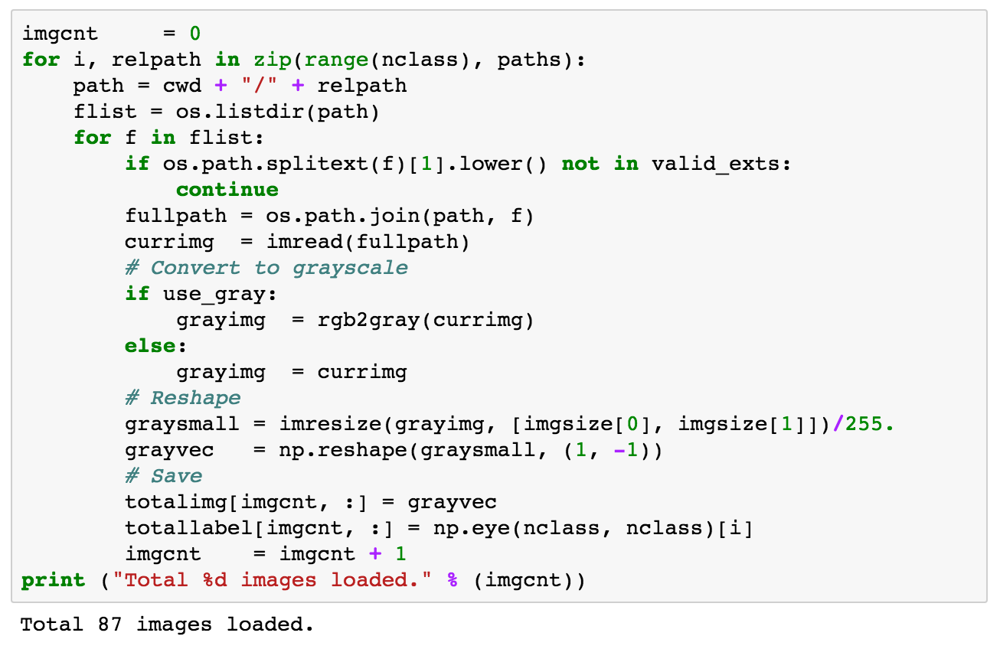 imgcnt     = 0
for i, relpath in zip(range(nclass), paths):
    path = cwd + "/" + relpath
    flist = os.listdir(path)
    for f in flist:
        if os.path.splitext(f)[1].lower() not in valid_exts:
            continue
        fullpath = os.path.join(path, f)
        currimg  = imread(fullpath)
        # Convert to grayscale
        if use_gray:
            grayimg  = rgb2gray(currimg)
        else:
            grayimg  = currimg
        # Reshape
        graysmall = imresize(grayimg, [imgsize[0], imgsize[1]])/255.
        grayvec   = np.reshape(graysmall, (1, -1))
        # Save
        totalimg[imgcnt, :] = grayvec
        totallabel[imgcnt, :] = np.eye(nclass, nclass)[i]
        imgcnt    = imgcnt + 1
print ("Total %d images loaded." % (imgcnt))
Total 87 images loaded.